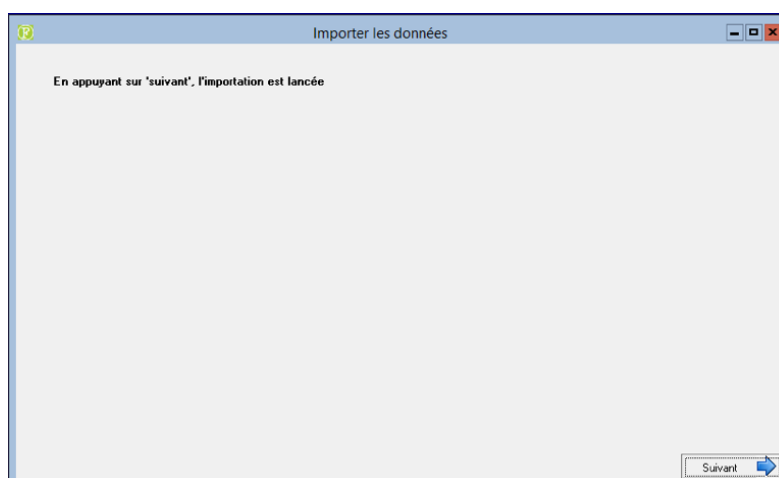 Importer les données
En appuyant sur 'suivant', l'importation est lancée
Suivant